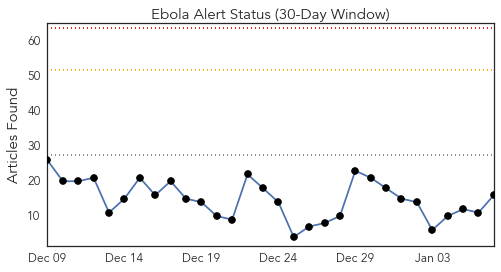 Ebola Alert Status (30-Day Window)
Articles Found
60
50
40
30
20
10
Dec 09 Dec 14 Dec 19 Dec 24 Dec 29 Jan 03